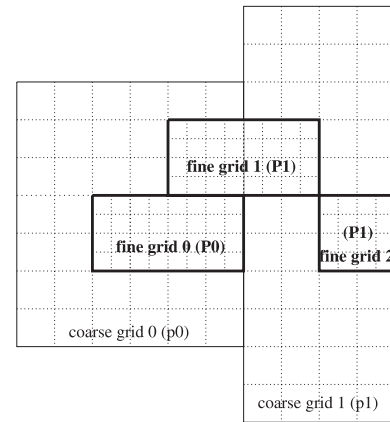 fine grid 1 (P1)
fine grid 0 (P0)
(P1)
fine grid 2
coarse grid 0 (p0)
coarse grid 1 (p1)